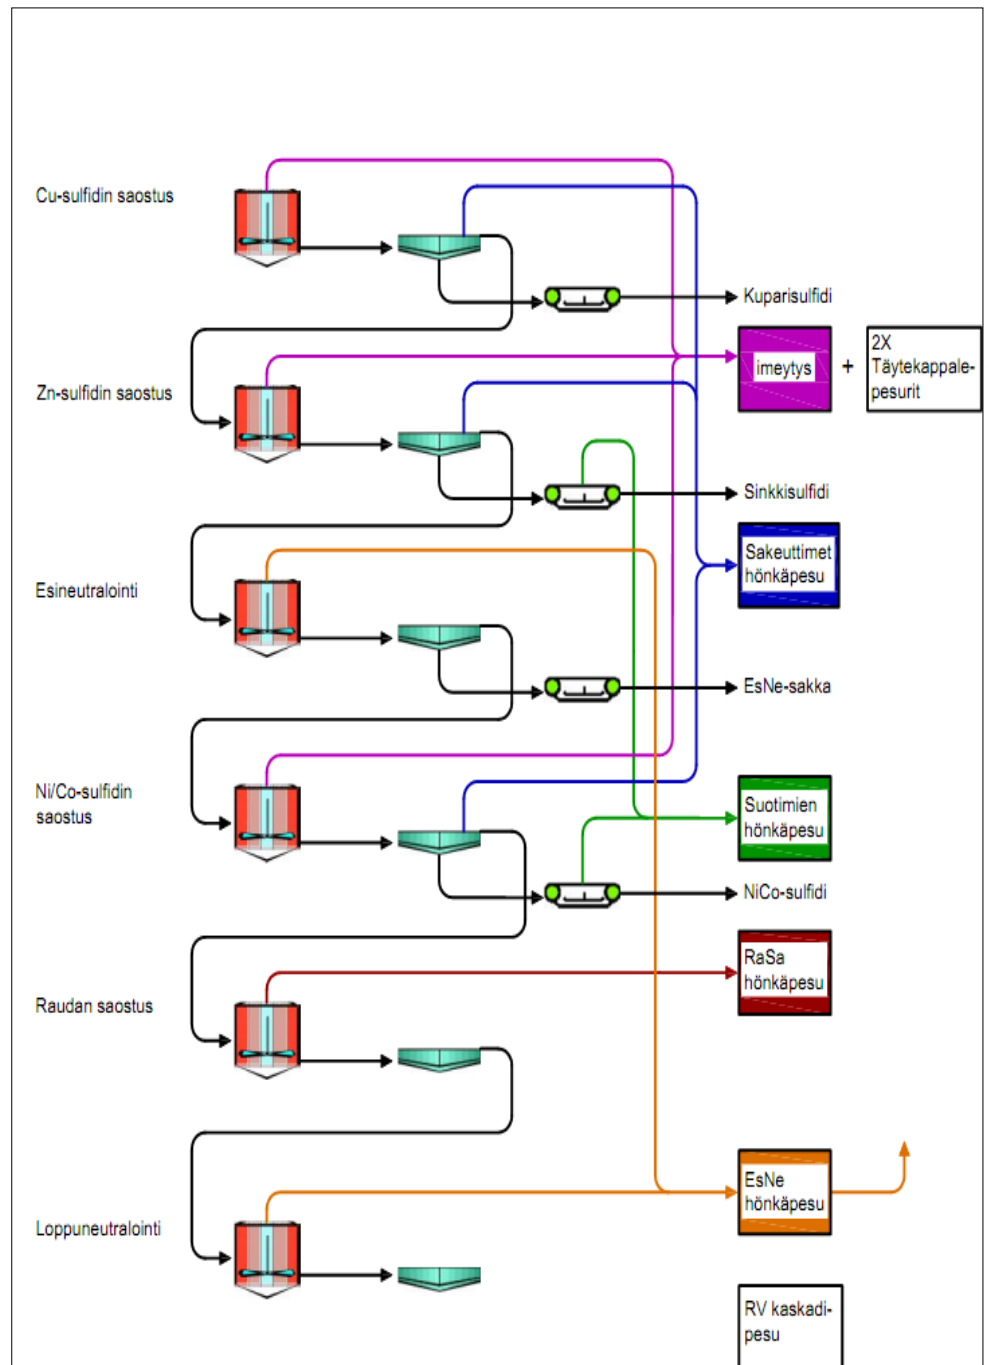 Cu-sulfidin saostus
Kuparisulfidi
imeytys
+
2X
Täytekappale-
pesurit
Zn-sulfidin saostus
Sinkkisulfidi
Sakeuttimet
hönkäpesu
Esineutralointi
EsNe-sakka
Ni/Co-sulfidin
saostus
Suotimien
hönkäpesu
NiCo-sulfidi
RaSa
hönkäpesu
Raudan saostus
EsNe
hönkäpesu
Loppuneutralointi
RV kaskadi-
pesu